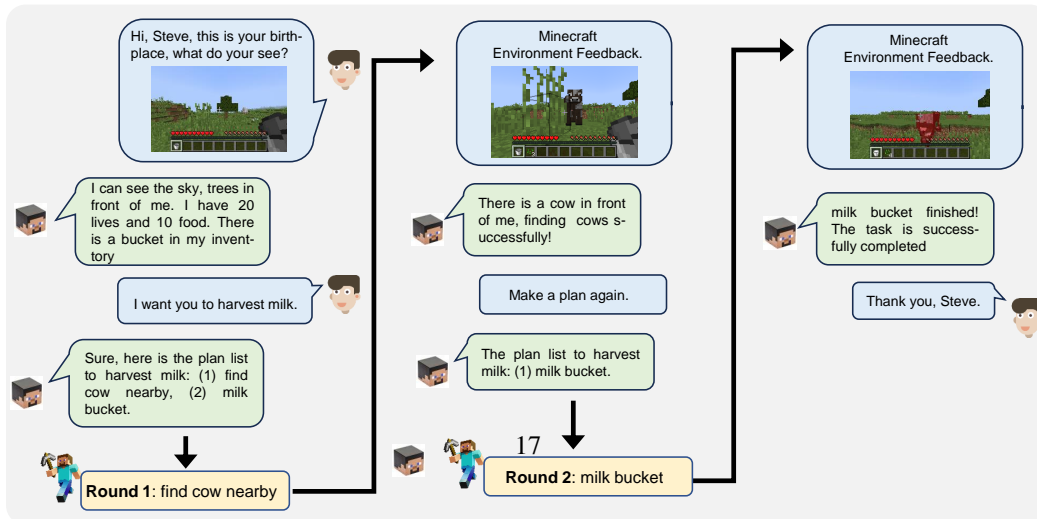 Hi, Steve, this is your birth-
place, what do your see?
I can see the sky, trees in
front of me. I have 20
lives and 10 food. There
is a bucket in my inven-
tory
I want you to harvest milk.
Sure, here is the plan list
to harvest milk: (1) find
cow nearby, (2) milk
bucket.
Round 1: find cow nearby
Minecraft
Environment Feedback.
There is a cow in front
of me, finding cows s-
uccessfully!
Make a plan again.
The plan list to harvest
milk: (1) milk bucket.
17
Round 2: milk bucket
Minecraft
Environment Feedback.
milk bucket finished!
The task is success-
fully completed
Thank you, Steve.